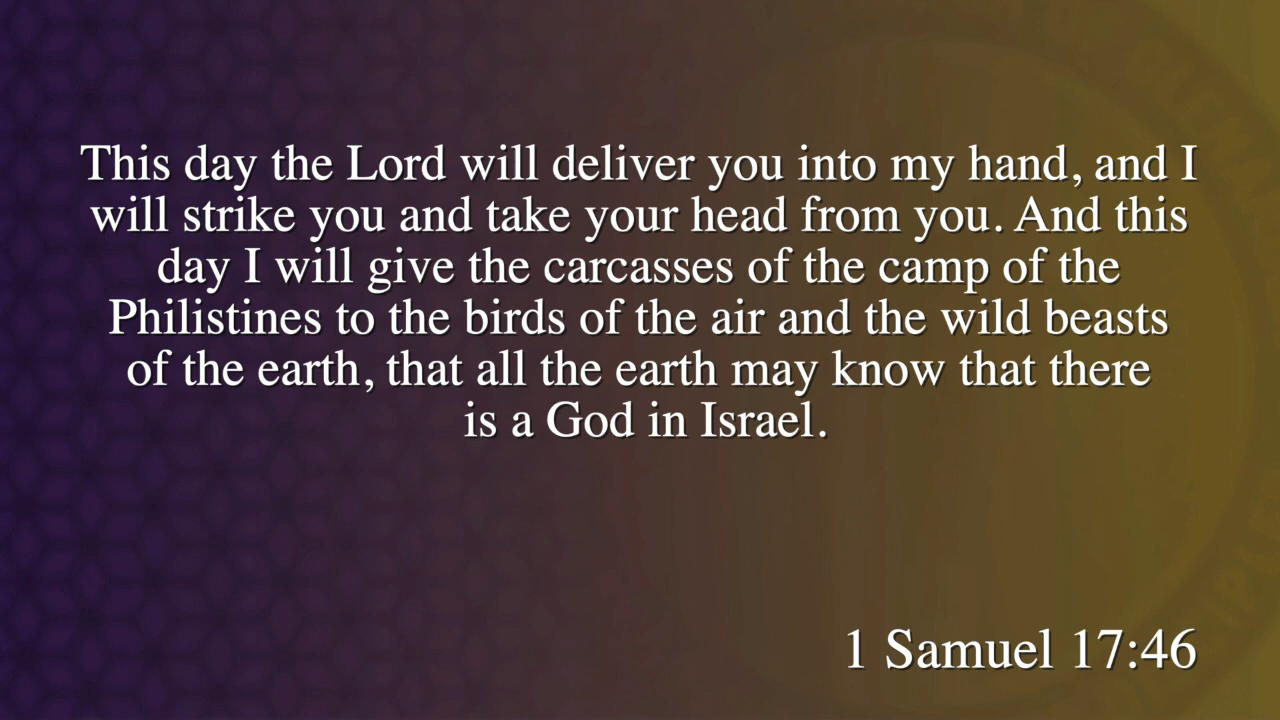 This day the Lord will deliver you into my hand, and I
will strike you and take your head from you. And this
day I will give the carcasses of the camp of the
Philistines to the birds of the air and the wild beasts
of the earth, that all the earth may know that there
is a God in Israel.
1 Samuel 17:46